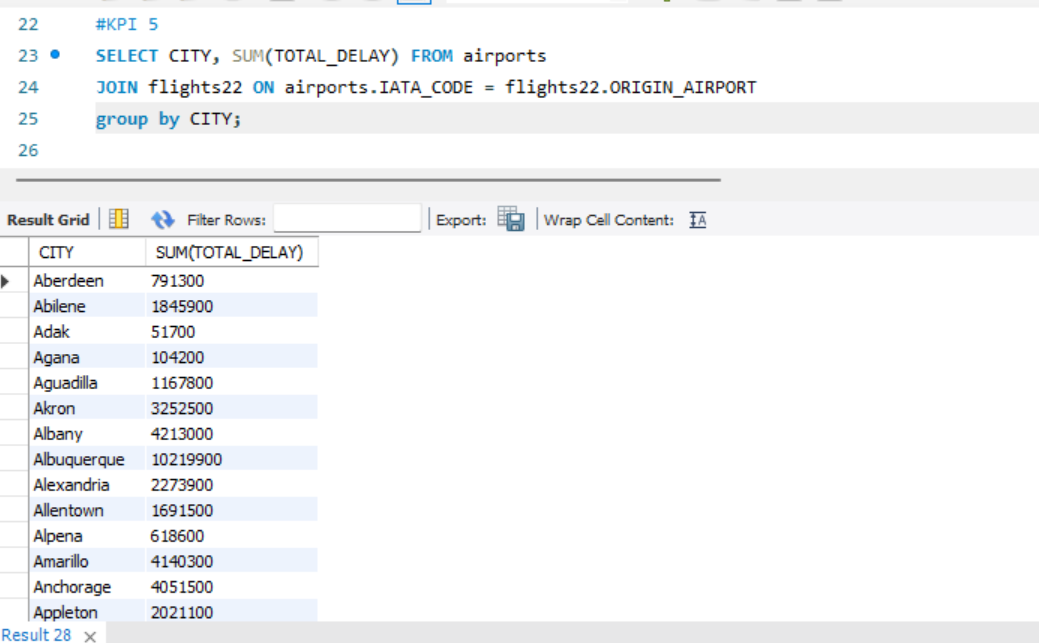 22 #KPI 5
23 SELECT CITY, SUM(TOTAL_DELAY) FROM airports
24 JOIN flights22 ON airports.IATA_CODE = flights22.ORIGIN_AIRPORT
25 group by CITY;
26
Result Grid Filter Rows: Export: Wrap Cell Content: IA
CITY SUM(TOTAL_DELAY)
Aberdeen 791300
Abilene 1845900
Adak 51700
Agana 104200
Aguadilla 1167800
Akron 3252500
Albany 4213000
Albuquerque 10219900
Alexandria 2273900
Allentown 1691500
Alpena 618600
Amarillo 4140300
Anchorage 4051500
Appleton 2021100
Result 28 ×